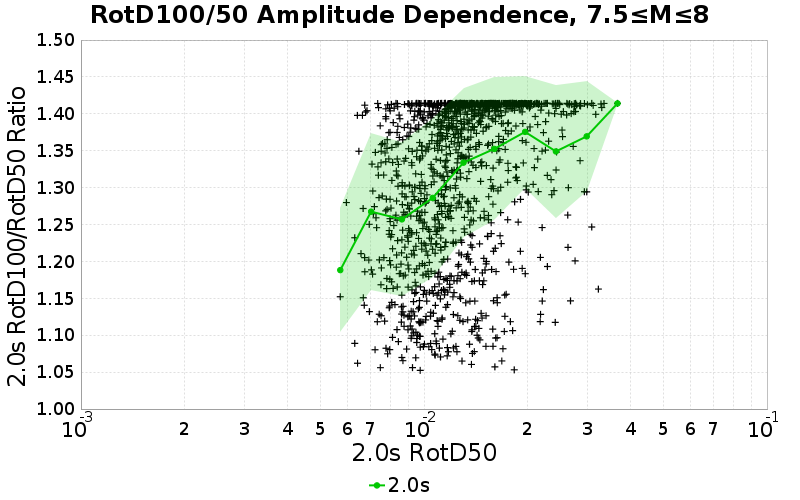 RotD100/50 Amplitude Dependence, 7.5≤M≤8
2.0s RotD100/RotD50 Ratio
1.50
1.45
1.40
1.35
1.30
1.25
1.20
1.15
1.10
1.05
1.00
10-3 2 3 4 5 6 7 10-2 2 3 4 5 6 7 10-1
2.0s RotD50
2.0s